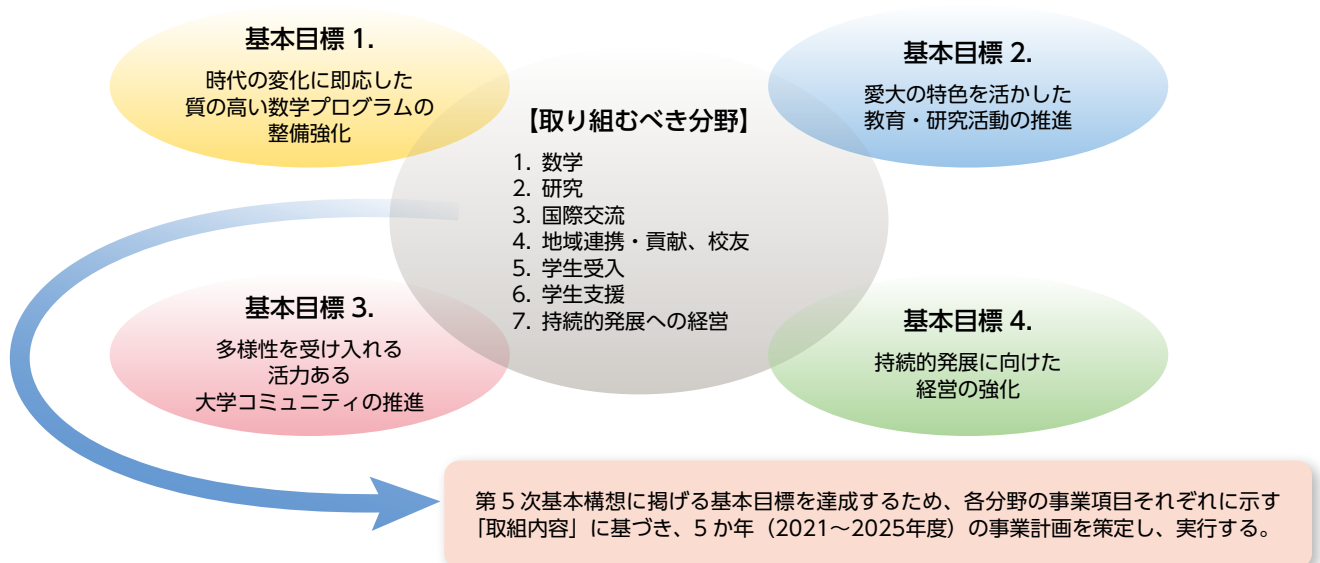 基本目標 1.
時代の変化に即応した
質の高い数学プログラムの
整備強化
基本目標 2.
愛大の特色を活かした
教育・研究活動の推進
【取り組むべき分野】
1. 数学
2. 研究
3. 国際交流
4. 地域連携・貢献、校友
5. 学生受入
6. 学生支援
7. 持続的発展への経営
基本目標 3.
多様性を受け入れる
活力ある
大学コミュニティの推進
基本目標 4.
持続的発展に向けた
経営の強化
第 5 次基本構想に掲げる基本目標を達成するため、各分野の事業項目それぞれに示す
「取組内容」に基づき、5 か年（2021～2025年度）の事業計画を策定し、実行する。